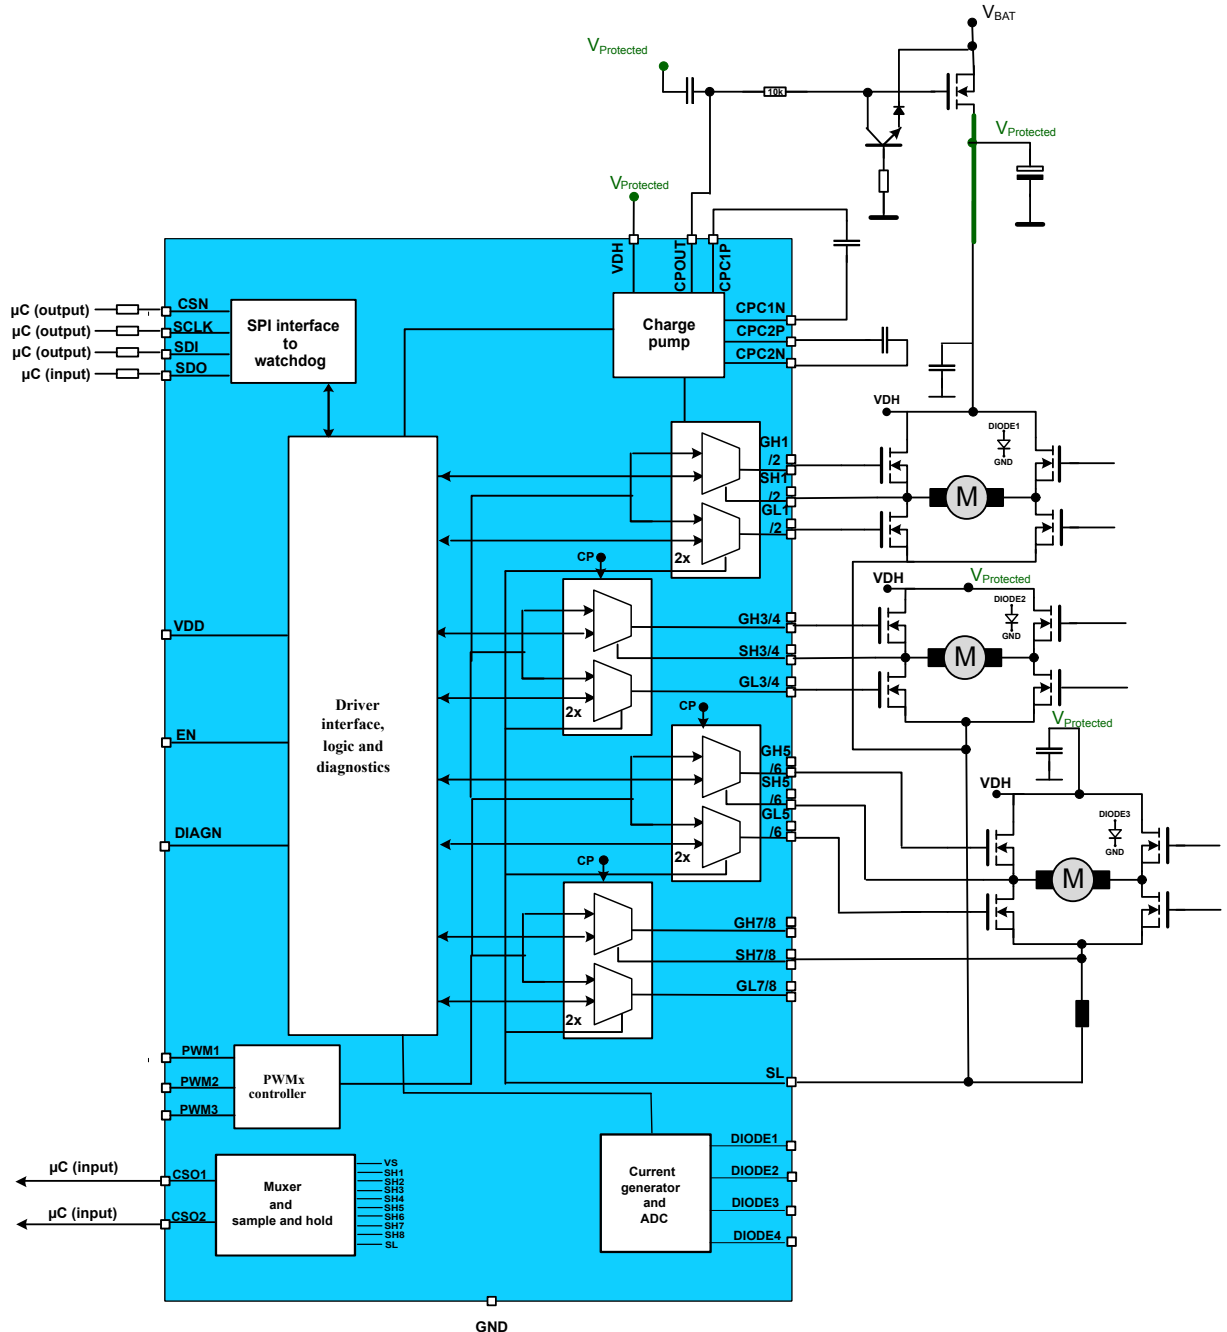 VBAT
VProtected
10k
VProtected
VProtected
VDH
CPOUT
CPC1P
µC (output)
CSN
µC (output)
SCLK
µC (output)
SDI
µC (input)
SDO
SPI interface
to
watchdog
Charge
pump
CPC1N
CPC2P
CPC2N
VDH
DIODE1
GND
M
GH1
/2
SH1
/2
GL1
/2
2x
CP
VDH
VProtected
DIODE2
GND
M
VDD
GH3/4
SH3/4
GL3/4
2x
Driver
interface,
logic and
diagnostics
EN
CP
VProtected
GH5
/6
SH5
/6
GL5
/6
VDH
DIODE3
GND
M
DIAGN
2x
CP
GH7/8
SH7/8
GL7/8
2x
PWM1
PWM2
PWM3
PWMx
controller
SL
µC (input)
CSO1
µC (input)
CSO2
Muxer
and
sample and hold
VS
SH1
SH2
SH3
SH4
SH5
SH6
SH7
SH8
SL
Current
generator
and
ADC
DIODE1
DIODE2
DIODE3
DIODE4
GND